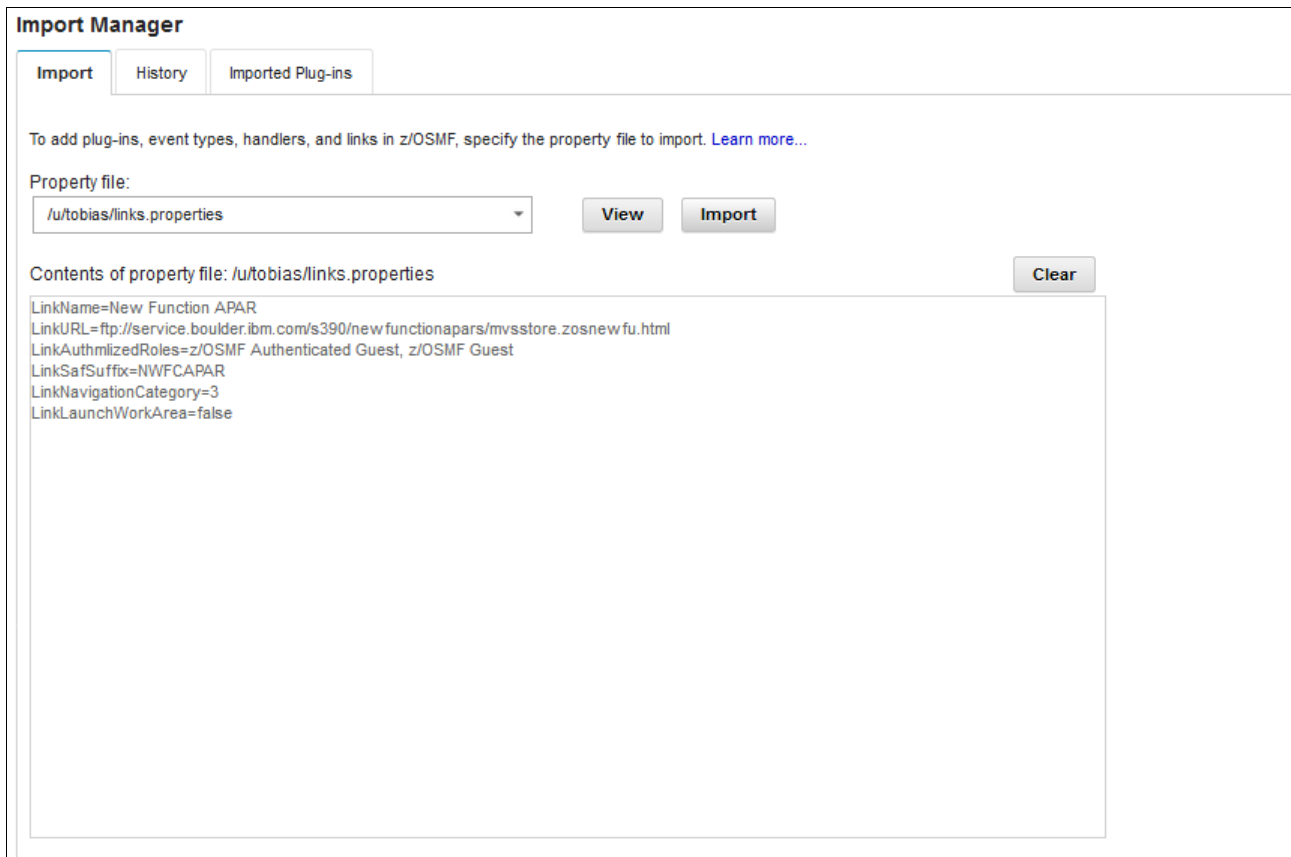 Import Manager
Import
History
Imported Plug-ins
To add plug-ins, event types, handlers, and links in z/OSMF, specify the property file to import. Learn more...
Property file:
/u/tobias/links.properties
View
Import
Contents of property file: /u/tobias/links.properties
Clear
LinkName=New Function APAR
LinkURL=ftp://service.boulder.ibm.com/s390/newfunctionapars/mvsstore.zosnewfu.html
LinkAuthmlizedRoles=z/OSMF Authenticated Guest, z/OSMF Guest
LinkSafSuffix=NWFCAPAR
LinkNavigationCategory=3
LinkLaunchWorkArea=false